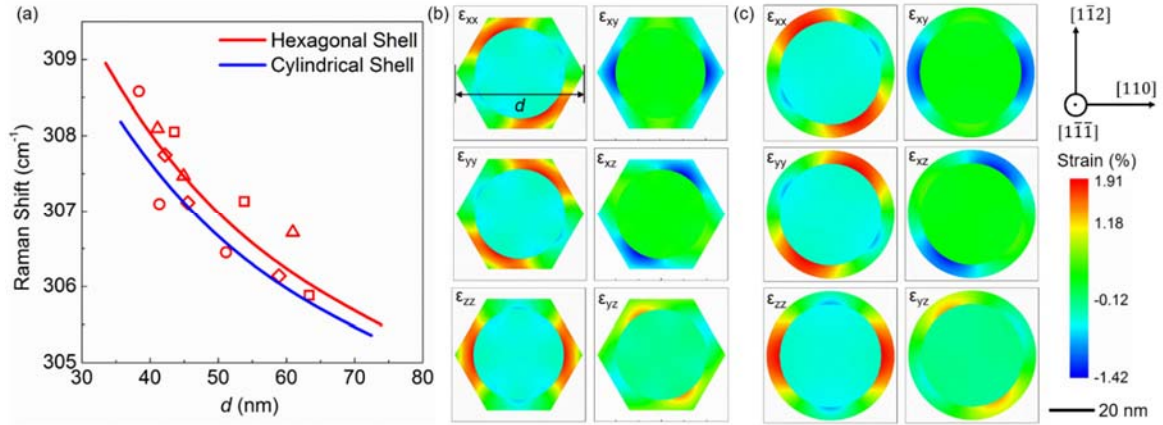 (a)
Hexagonal Shell
Cylindrical Shell
Raman Shift (cm⁻¹)
309
308
307
306
305
30 40 50 60 70 80
d (nm)
(b)
εxx
εxy
d
εyy
εxz
εzz
εyz
(c)
εxx
εxy
εyy
εxz
εzz
εyz
[11̅2]
[110]
[11̅1̅]
Strain (%)
1.91
1.18
-0.12
-1.42
20 nm